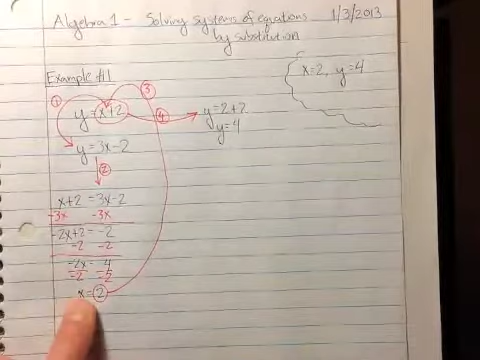 Algebra 1 - Solving systems of equations 1/3/2013
by substitution
Example #1
x=2, y=4
① ③
y=x+2 ④ y=2+2
y=4
y=3x-2
②
x+2=3x-2
-3x -3x
-2x+2=-2
-2 -2
-2x=-4
-2 -2
x=2